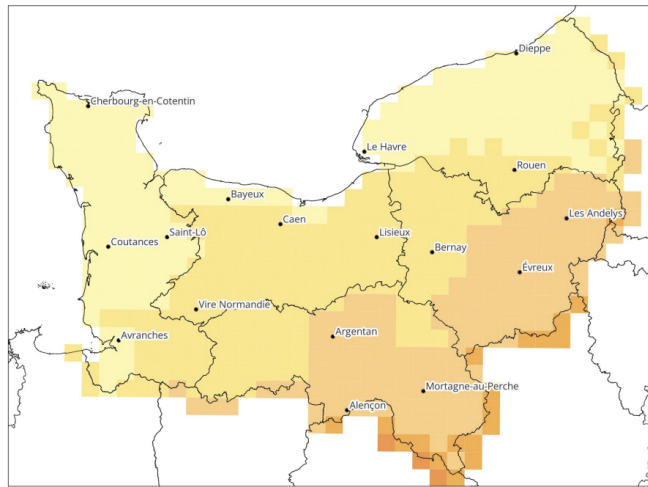 Dieppe
Cherbourg-en-Cotentin
Le Havre
Rouen
Bayeux
Les Andelys
Caen
Saint-Lô
Lisieux
Coutances
Bernay
Évreux
Vire Normandie
Avranches
Argentan
Mortagne-au-Perche
Alençon